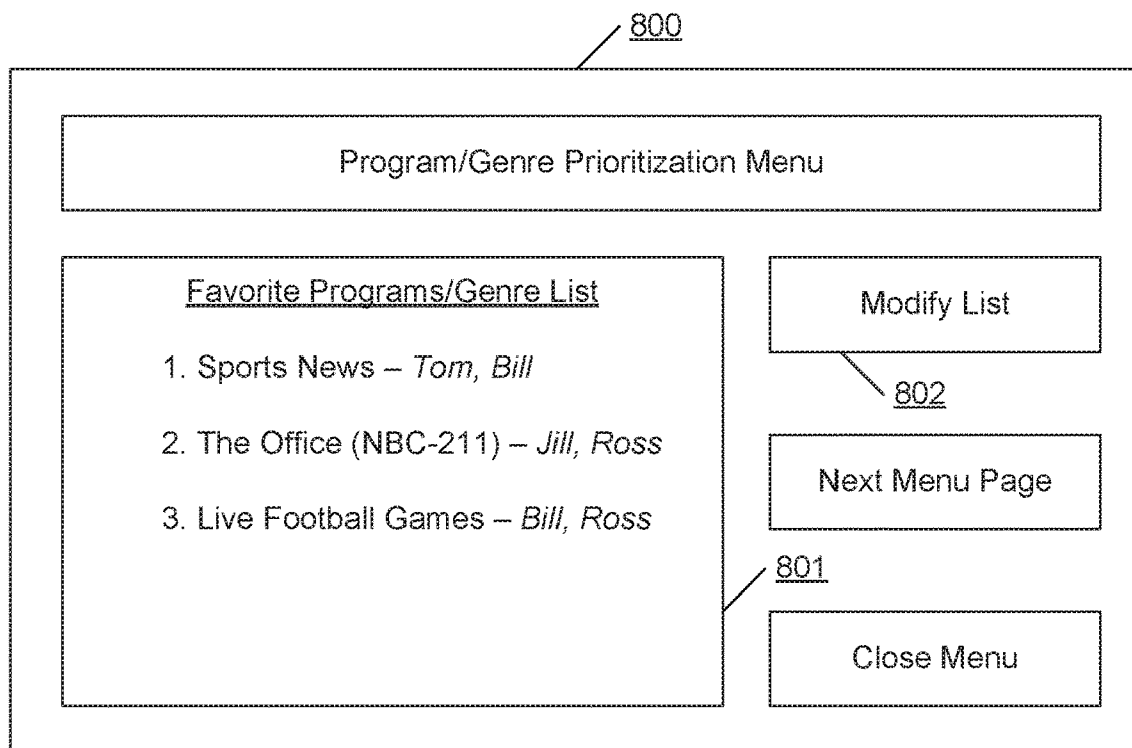 800
Program/Genre Prioritization Menu
Favorite Programs/Genre List
1. Sports News – Tom, Bill
2. The Office (NBC-211) – Jill, Ross
3. Live Football Games – Bill, Ross
801
Modify List
802
Next Menu Page
Close Menu